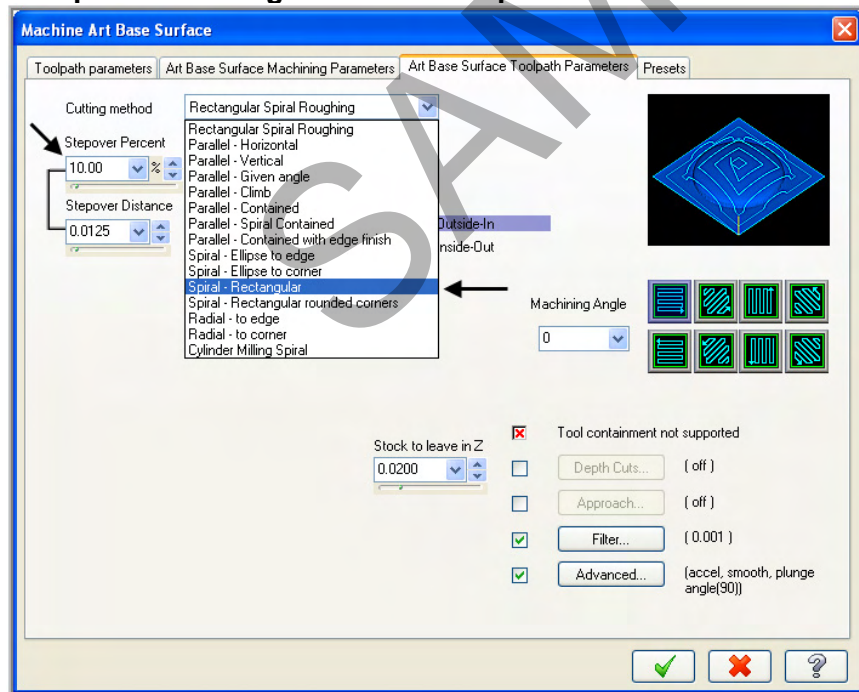 Machine Art Base Surface
Toolpath parameters Art Base Surface Machining Parameters Art Base Surface Toolpath Parameters Presets
Cutting method Rectangular Spiral Roughing
Rectangular Spiral Roughing
Stepover Percent Parallel - Horizontal
Parallel - Vertical
10.00 % Parallel - Given angle
Parallel - Climb
Stepover Distance Parallel - Contained
Parallel - Spiral Contained Outside-In
0.0125 Parallel - Contained with edge finish
Spiral - Ellipse to edge Inside-Out
Spiral - Ellipse to corner
Spiral - Rectangular
Spiral - Rectangular rounded corners Machining Angle
Radial - to edge
Radial - to corner 0
Cylinder Milling Spiral
Tool containment not supported
Stock to leave in Z
0.0200 Depth Cuts... ( off )
Approach... ( off )
Filter... ( 0.001 )
Advanced... (accel, smooth, plunge
angle(90))
SAM